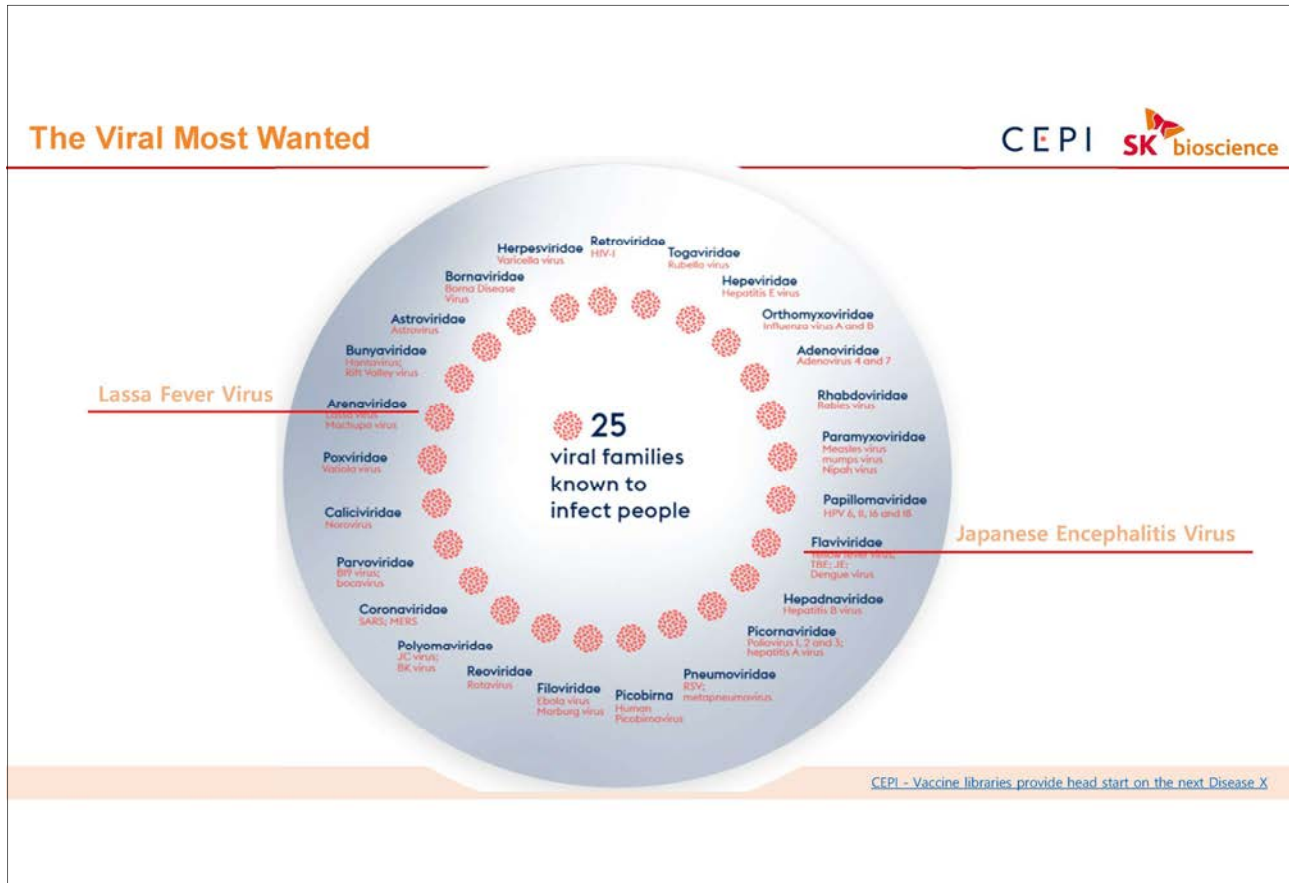 The Viral Most Wanted
CEPI
SK bioscience
Herpesviridae
Varicella virus
Retroviridae
HIV-I
Togaviridae
Rubella virus
Bornaviridae
Borna Disease
Virus
Hepeviridae
Hepatitis E virus
Astroviridae
Astrovirus
Orthomyxoviridae
Influenza virus A and B
Bunyaviridae
Hantavirus;
Rift Valley virus
Adenoviridae
Adenovirus 4 and 7
Lassa Fever Virus
Arenaviridae
Lassa virus
Machupo virus
Rhabdoviridae
Rabies virus
Poxviridae
Variola virus
Paramyxoviridae
Measles virus
mumps virus
Nipah virus
25
viral families
known to
infect people
Caliciviridae
Norovirus
Papillomaviridae
HPV 6, 11, 16 and 18
Parvoviridae
B19 virus;
bocavirus
Flaviviridae
Yellow fever virus;
TBE; JE;
Dengue virus
Japanese Encephalitis Virus
Coronaviridae
SARS; MERS
Hepadnaviridae
Hepatitis B virus
Polyomaviridae
JC virus;
BK virus
Picornaviridae
Poliovirus 1, 2 and 3;
hepatitis A virus
Reoviridae
Rotavirus
Filoviridae
Ebola virus
Marburg virus
Picobirna
Human
Picobirnavirus
Pneumoviridae
RSV;
metapneumovirus
CEPI - Vaccine libraries provide head start on the next Disease X